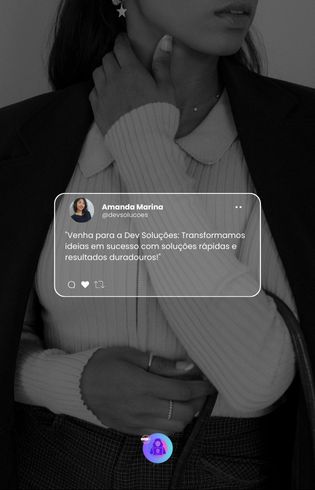 Amanda Marina
@devsolucoes
"Venha para a Dev Soluções: Transformamos
ideias em sucesso com soluções rápidas e
resultados duradouros!"